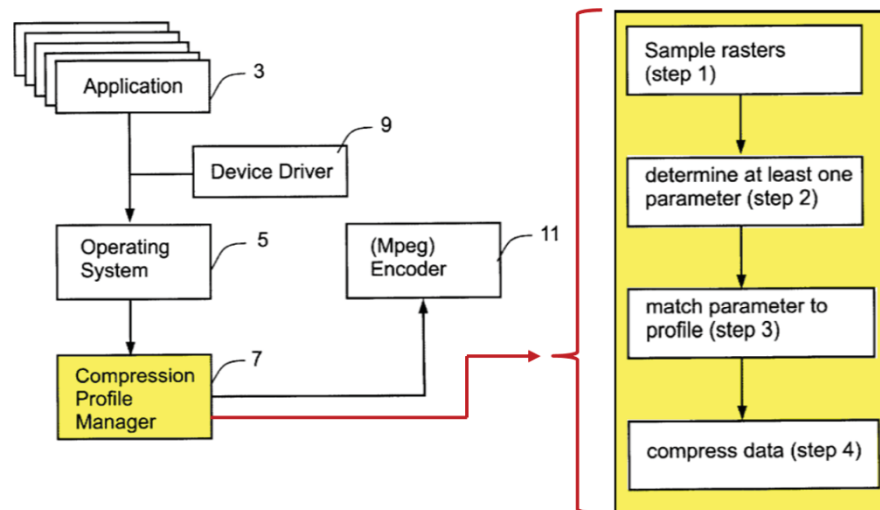 Application
3
9
Device Driver
Operating
System
5
(Mpeg)
Encoder
11
Compression
Profile
Manager
7
Sample rasters
(step 1)
determine at least one
parameter (step 2)
match parameter to
profile (step 3)
compress data (step 4)